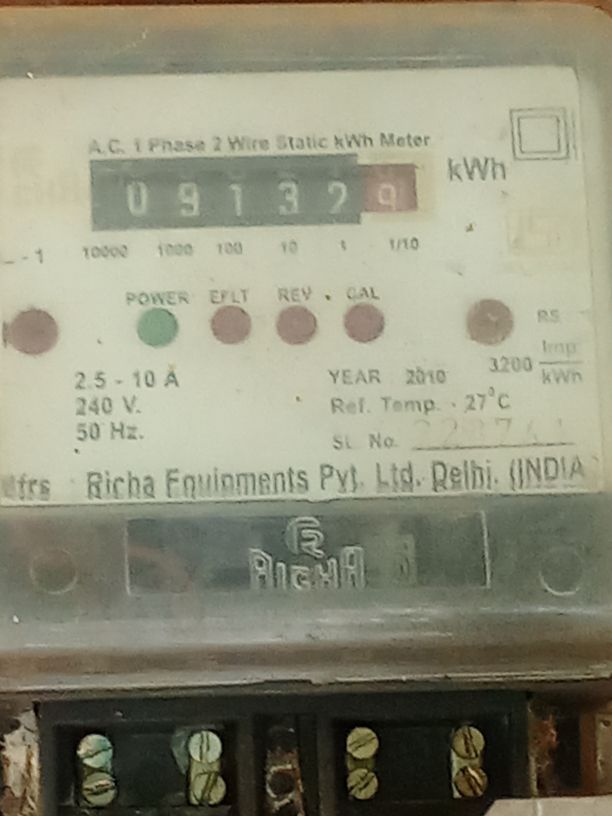 A.C. 1 Phase 2 Wire Static kWh Meter
0 9 1 3 2 9 kWh
10000 1000 100 10 1 1/10
POWER EFLT REV. CAL
RS
3200 Imp/kWh
2.5 - 10 A
240 V.
50 Hz.
YEAR 2010
Ref. Temp. - 27°C
SL. No.
Mfrs : Richa Equipments Pvt. Ltd. Delhi. (INDIA
RICHA